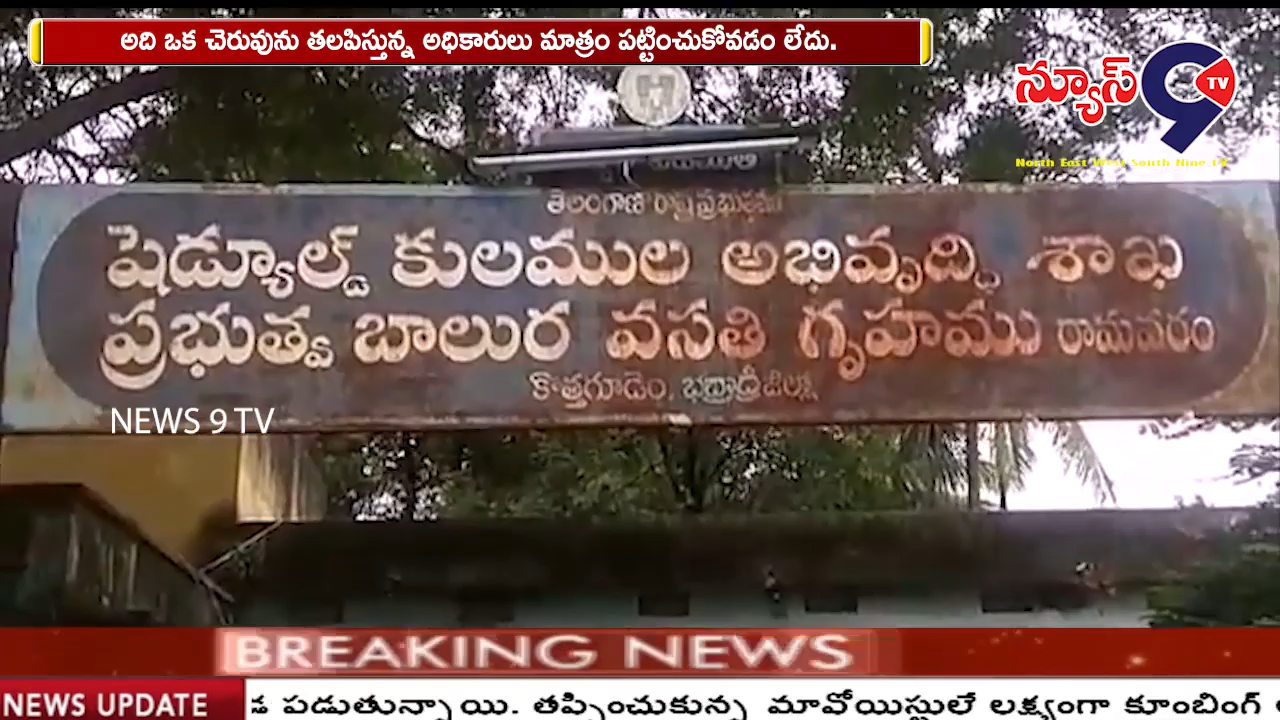 అది ఒక చెరువును తలపిస్తున్న అధికారులు మాత్రం పట్టించుకోవడం లేదు.
న్యూస్ 9 TV
North East West South Nine TV
తెలంగాణ రాష్ట్ర ప్రభుత్వము
షెడ్యూల్డ్ కులముల అభివృద్ధి శాఖ
ప్రభుత్వ బాలుర వసతి గృహము రామవరం
కొత్తగూడెం, భద్రాద్రి జిల్లా.
NEWS 9 TV
BREAKING NEWS
NEWS UPDATE
డ పడుతున్నాయి. తప్పించుకున్న మావోయిస్టులే లక్ష్యంగా కూంబింగ్